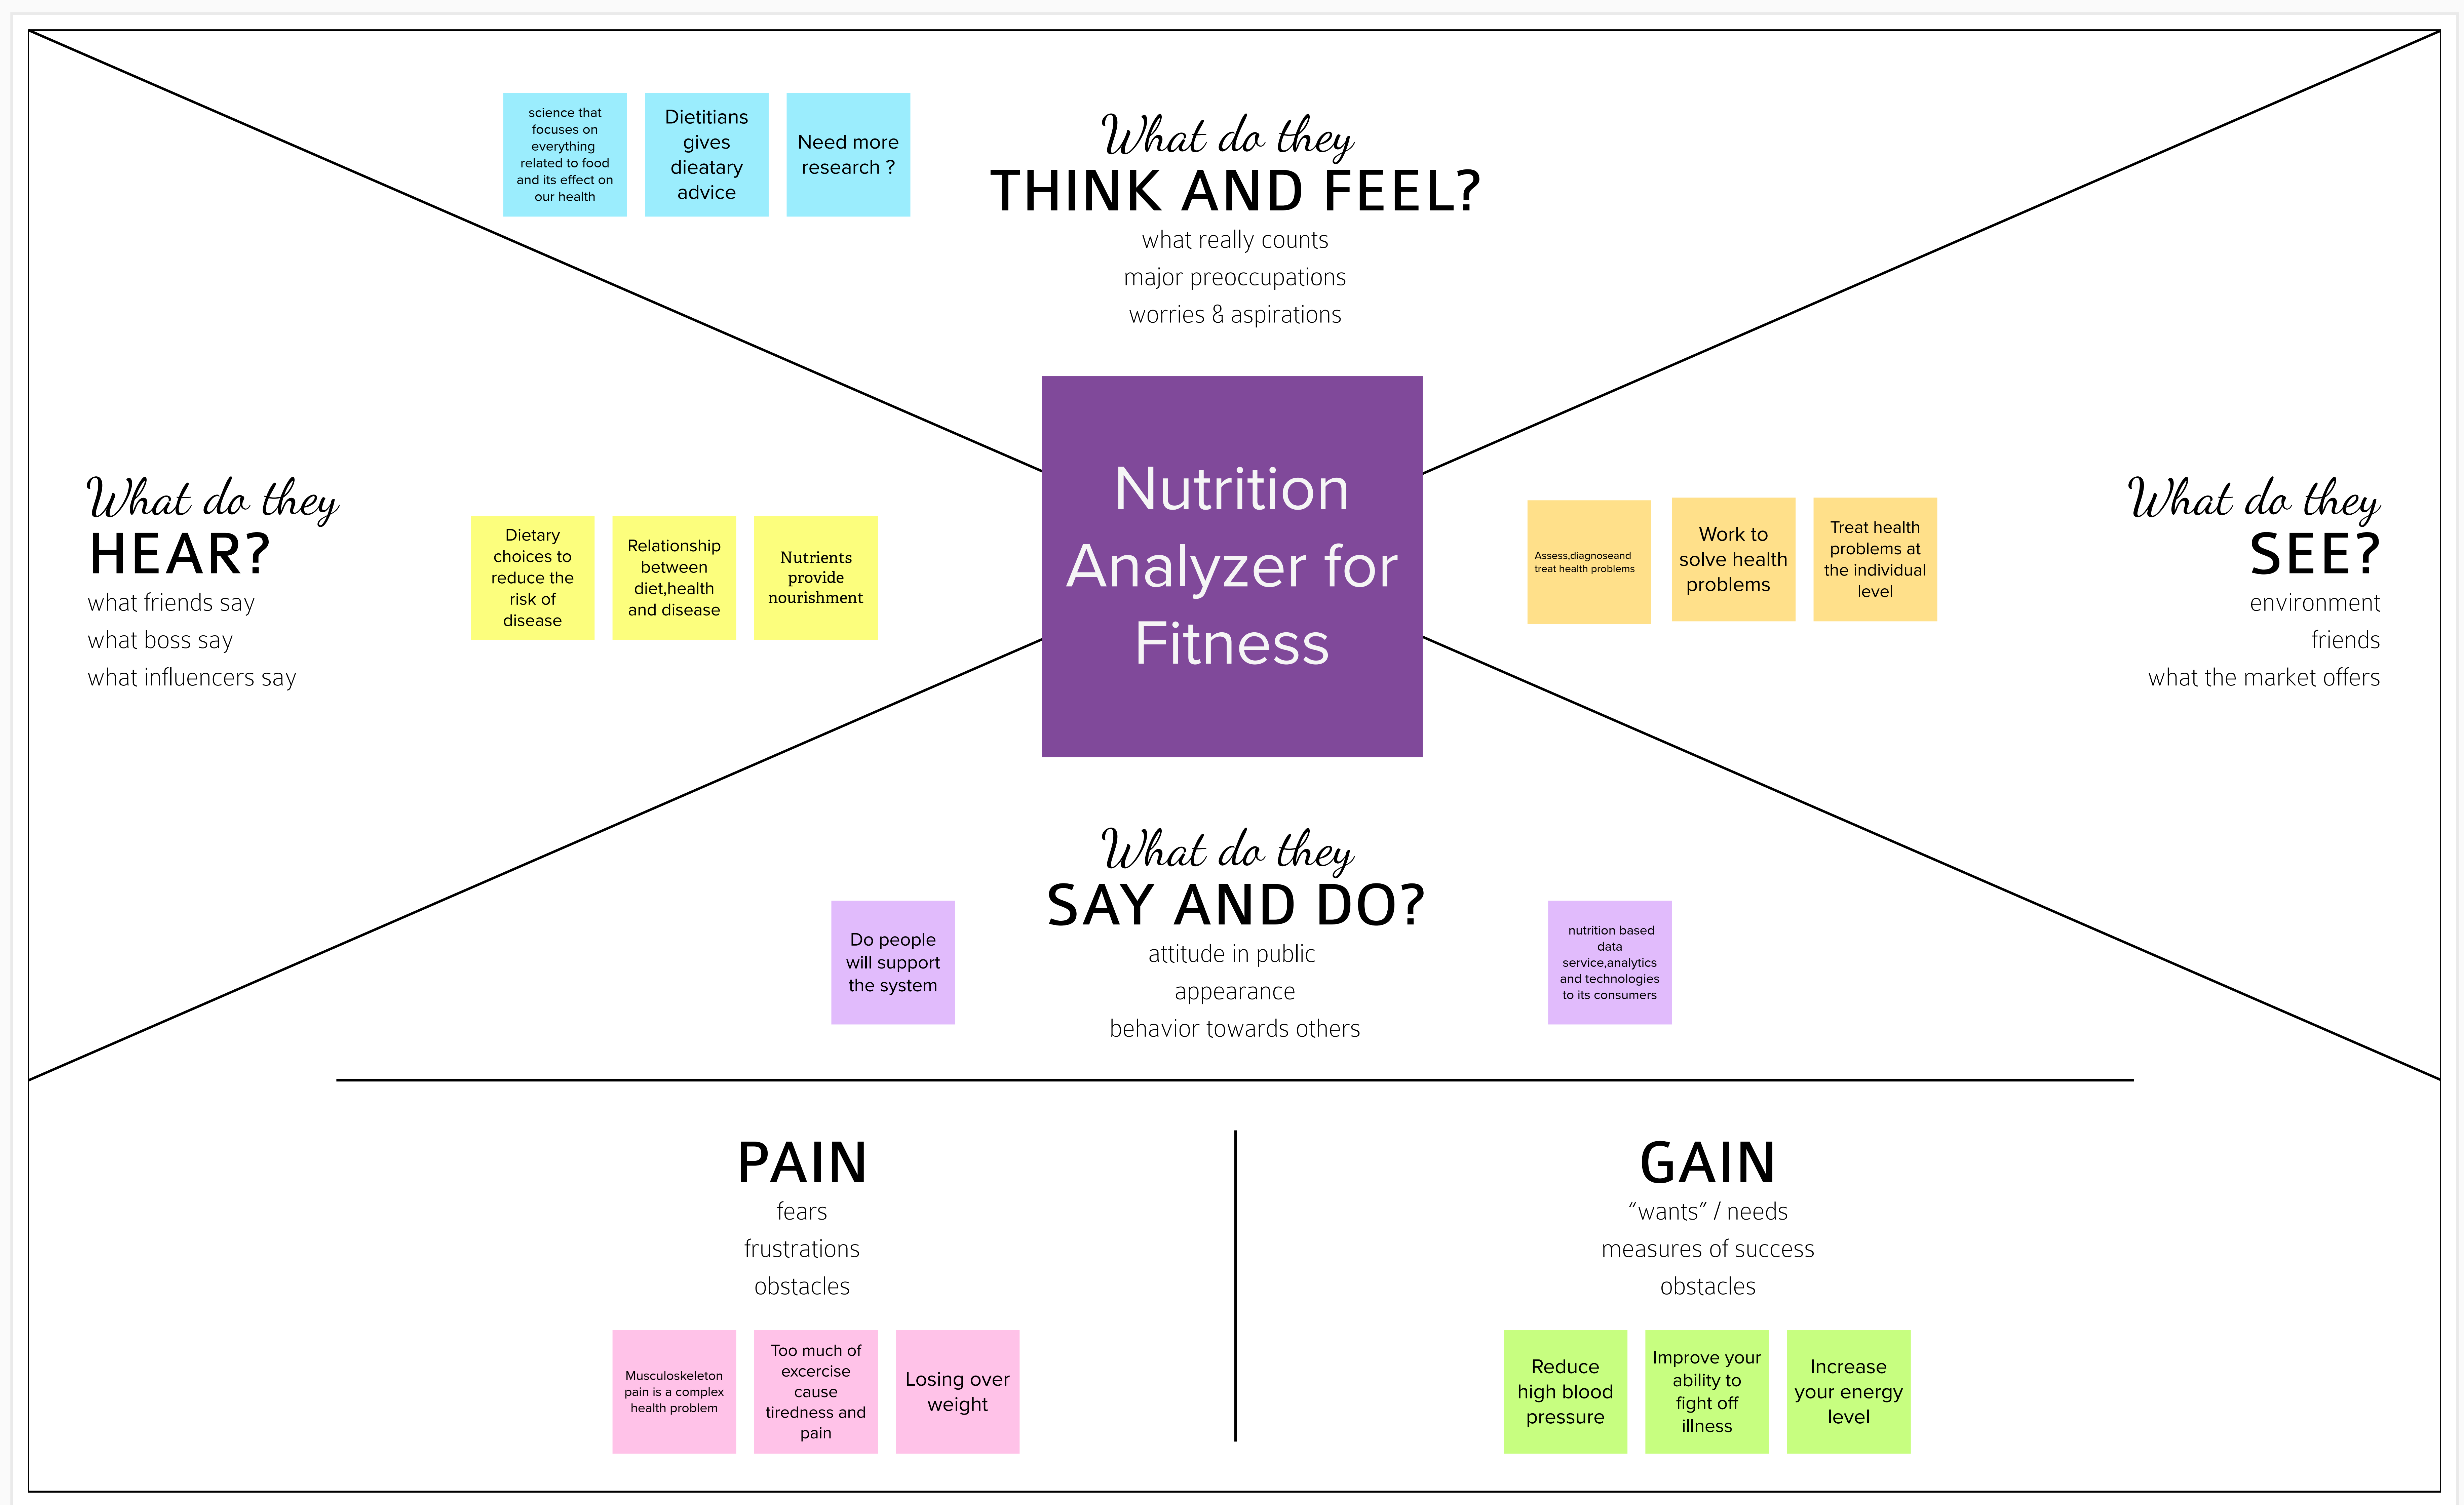 science that
focuses on
everything
related to food
and its effect on
our health
Dietitians
gives
dieatary
advice
Need more
research ?
What do they
THINK AND FEEL?
what really counts
major preoccupations
worries & aspirations
What do they
HEAR?
what friends say
what boss say
what influencers say
Dietary
choices to
reduce the
risk of
disease
Relationship
between
diet,health
and disease
Nutrients
provide
nourishment
Nutrition
Analyzer for
Fitness
Assess,diagnoseand
treat health problems
Work to
solve health
problems
Treat health
problems at
the individual
level
What do they
SEE?
environment
friends
what the market offers
What do they
SAY AND DO?
attitude in public
appearance
behavior towards others
Do people
will support
the system
nutrition based
data
service,analytics
and technologies
to its consumers
PAIN
fears
frustrations
obstacles
Musculoskeleton
pain is a complex
health problem
Too much of
excercise
cause
tiredness and
pain
Losing over
weight
GAIN
“wants” / needs
measures of success
obstacles
Reduce
high blood
pressure
Improve your
ability to
fight off
illness
Increase
your energy
level